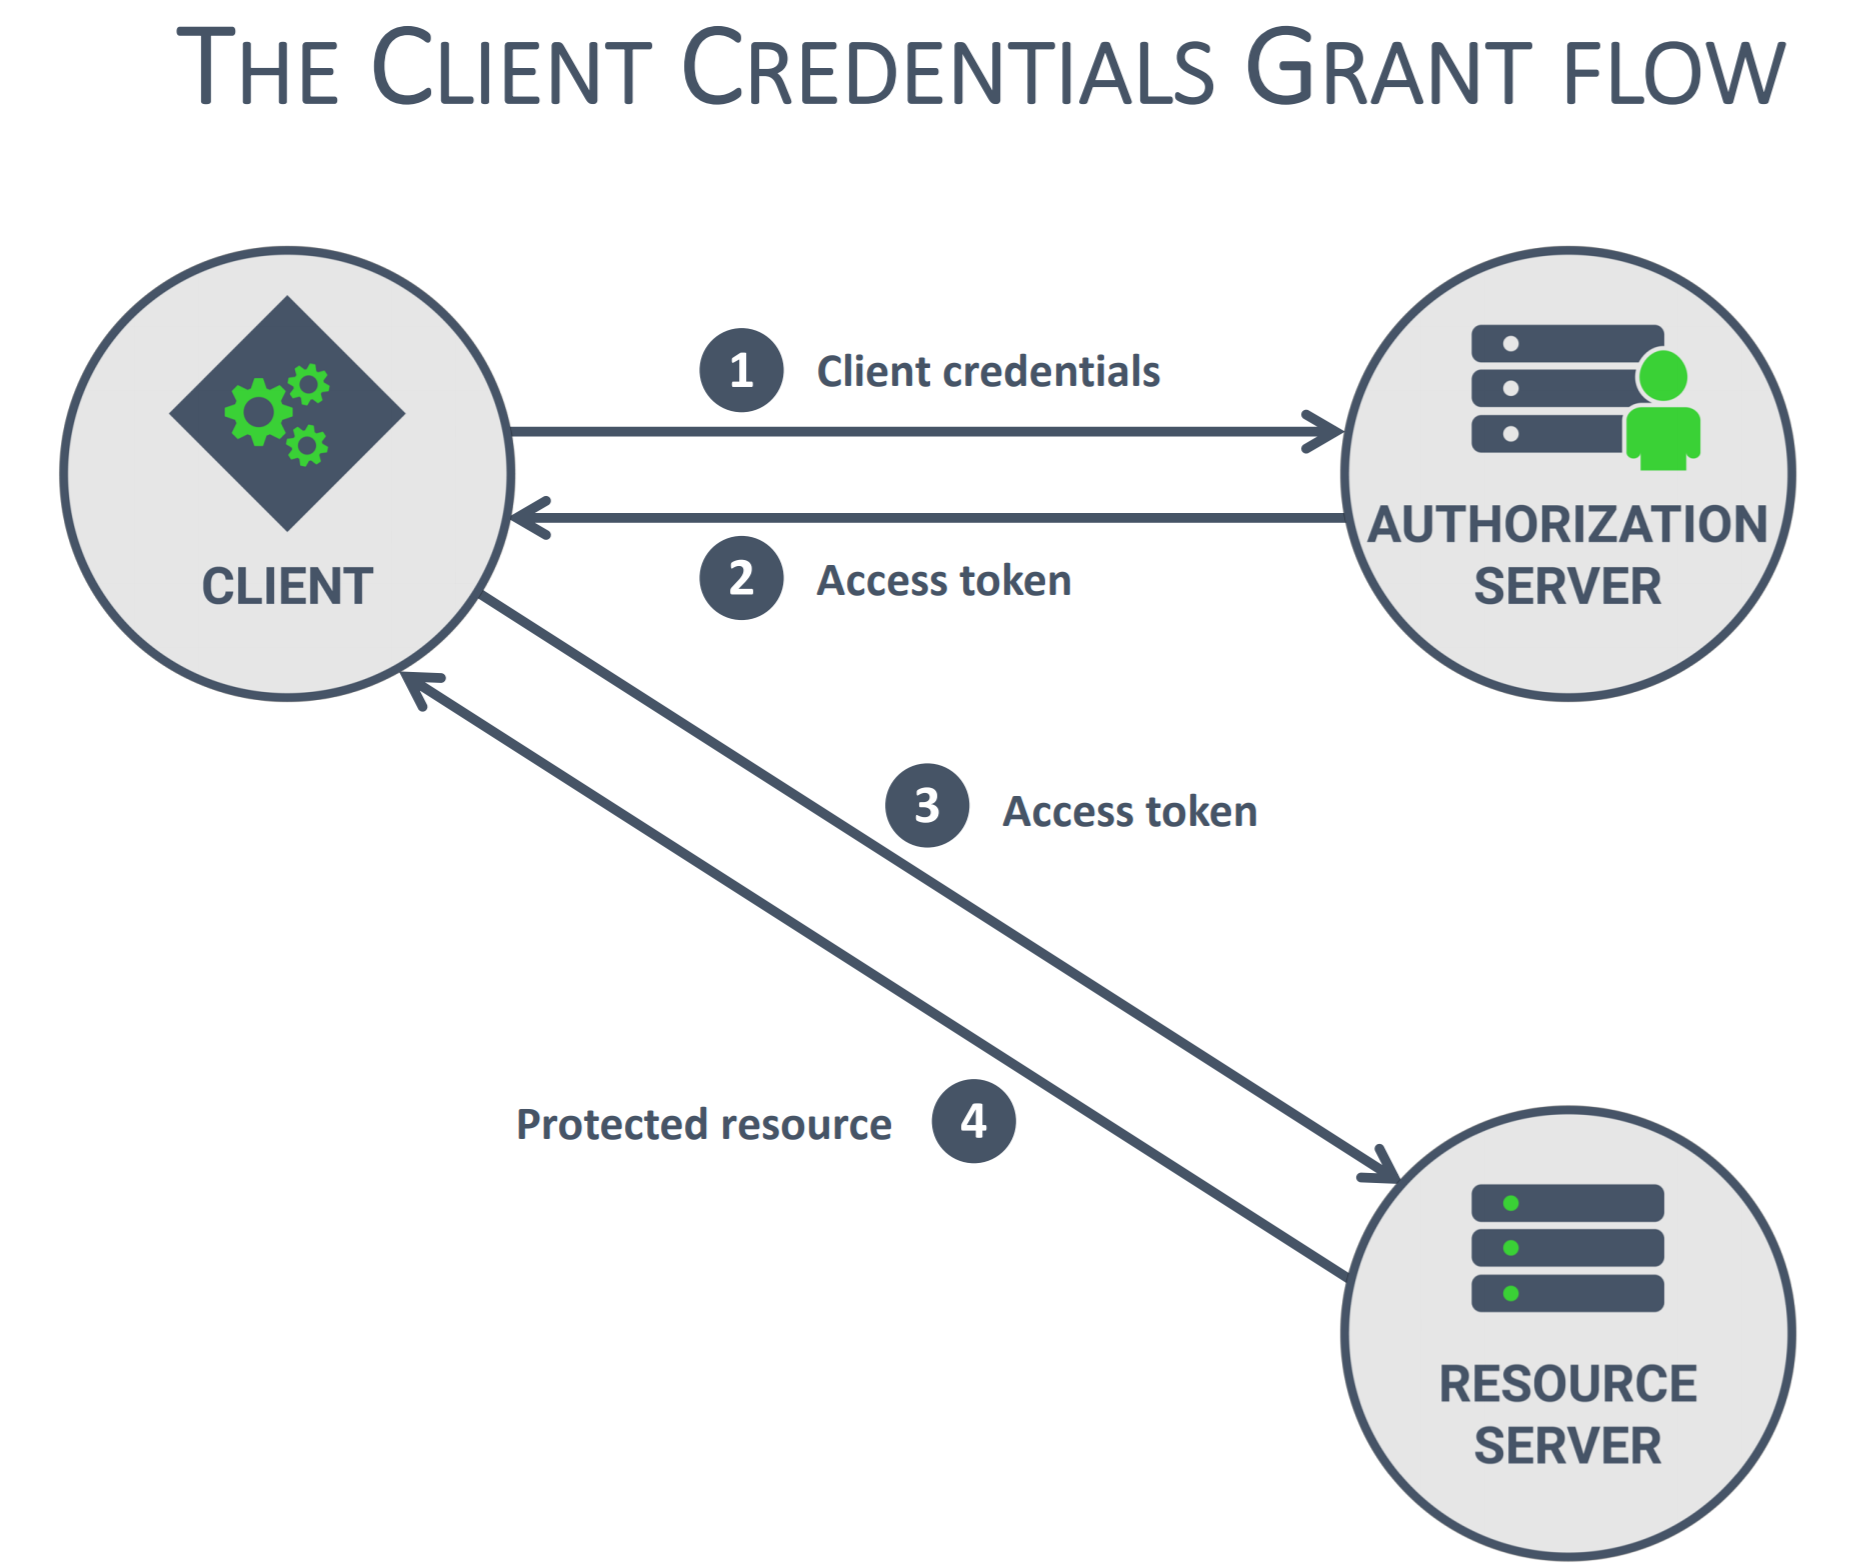 THE CLIENT CREDENTIALS GRANT FLOW
1 Client credentials
2 Access token
CLIENT
AUTHORIZATION
SERVER
3 Access token
Protected resource 4
RESOURCE
SERVER